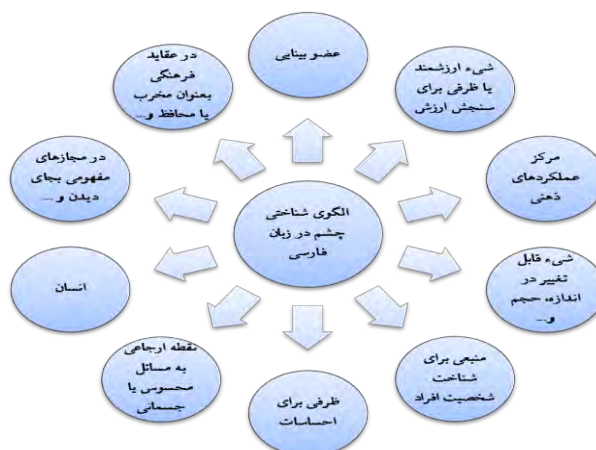 عضو بینایی
شیء ارزشمند
یا ظرفی برای
سنجش ارزش
مرکز
عملکردهای
ذهنی
شیء قابل
تغییر در
اندازه، حجم
و...
منبعی برای
شناخت
شخصیت افراد
ظرفی برای
احساسات
نقطه ارجاعی
به مسائل
محسوس یا
جسمانی
انسان
در مجازهای
مفهومی بجای
دیدن و ...
در عقاید
فرهنگی
بعنوان مخرب
یا محافظ و...
الگوی شناختی
چشم در زبان
فارسی